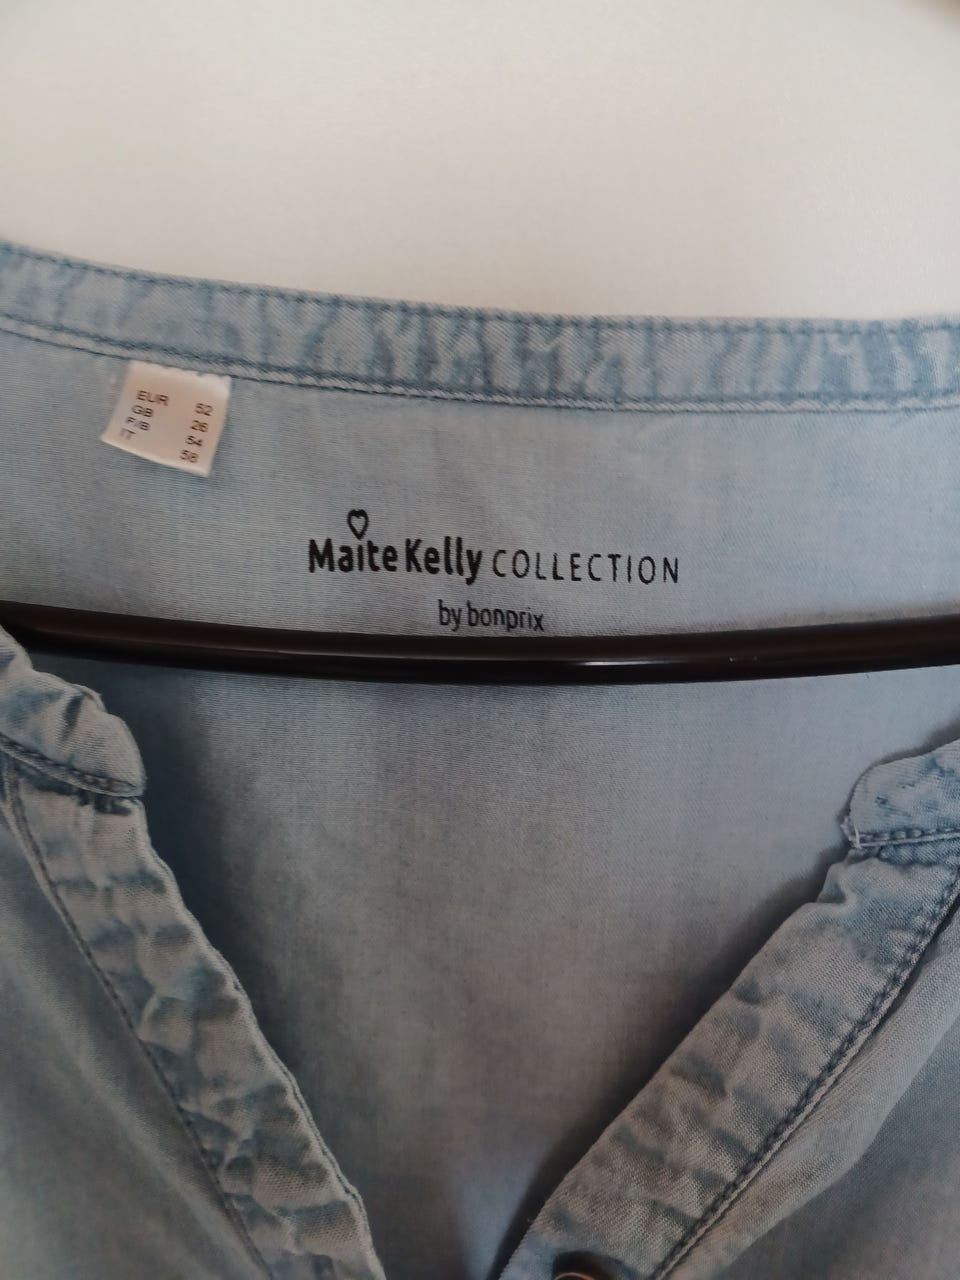 EUR 52
GB 26
F/B 54
IT 58
Maite Kelly COLLECTION
by bonprix